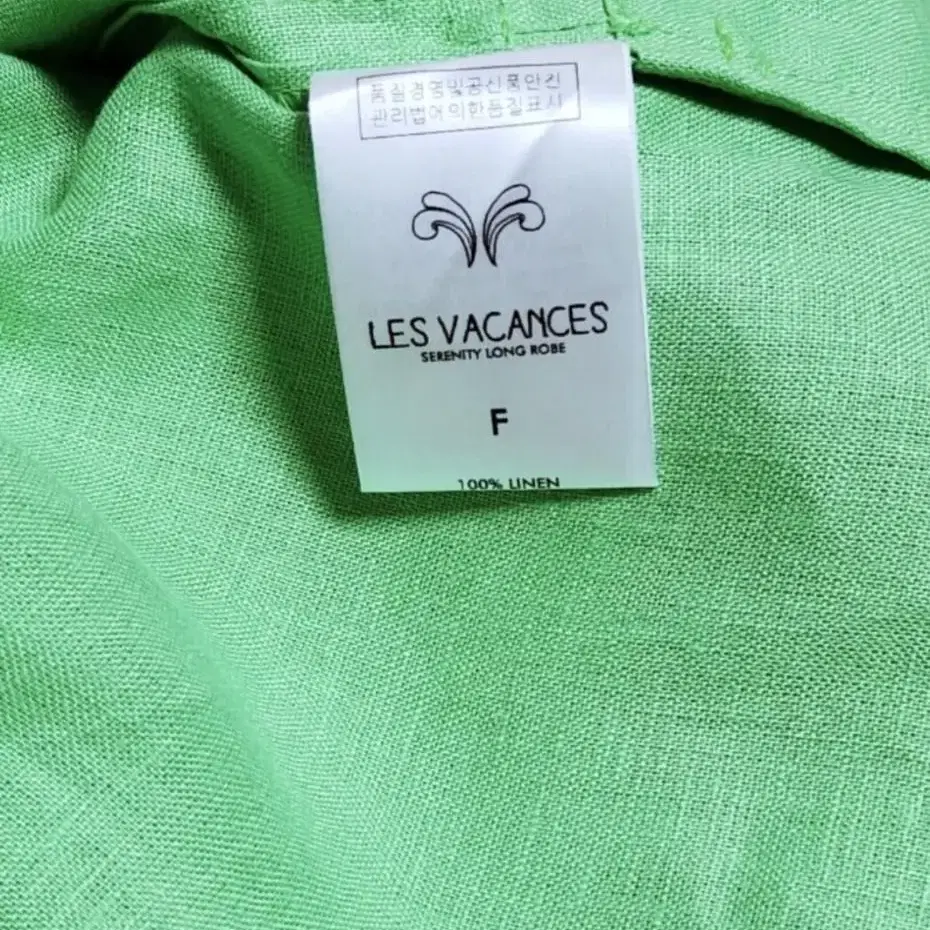 품질경영및공산품안전
관리법에의한품질표시
LES VACANCES
SERENITY LONG ROBE
F
100% LINEN